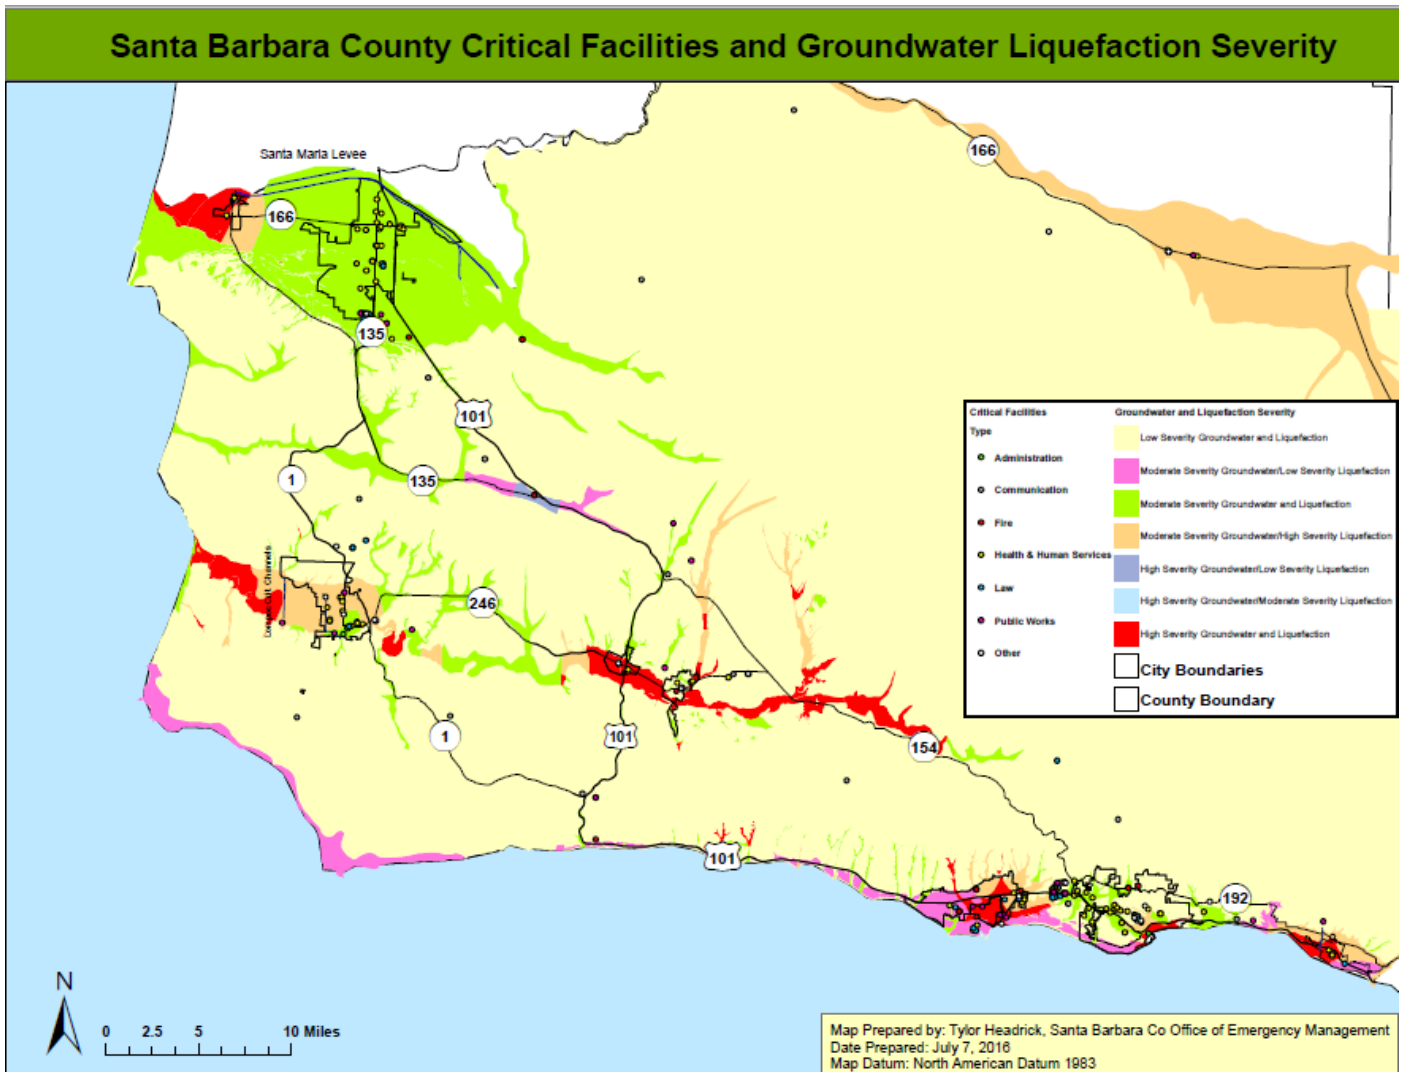 Santa Barbara County Critical Facilities and Groundwater Liquefaction Severity
Santa Maria Levee
166
166
135
101
1
135
246
Lompoc Cut Channels
1
101
154
101
192
Critical Facilities
Type
Administration
Communication
Fire
Health & Human Services
Law
Public Works
Other
Groundwater and Liquefaction Severity
Low Severity Groundwater and Liquefaction
Moderate Severity Groundwater/Low Severity Liquefaction
Moderate Severity Groundwater and Liquefaction
Moderate Severity Groundwater/High Severity Liquefaction
High Severity Groundwater/Low Severity Liquefaction
High Severity Groundwater/Moderate Severity Liquefaction
High Severity Groundwater and Liquefaction
City Boundaries
County Boundary
N
0 2.5 5 10 Miles
Map Prepared by: Tylor Headrick, Santa Barbara Co Office of Emergency Management
Date Prepared: July 7, 2016
Map Datum: North American Datum 1983